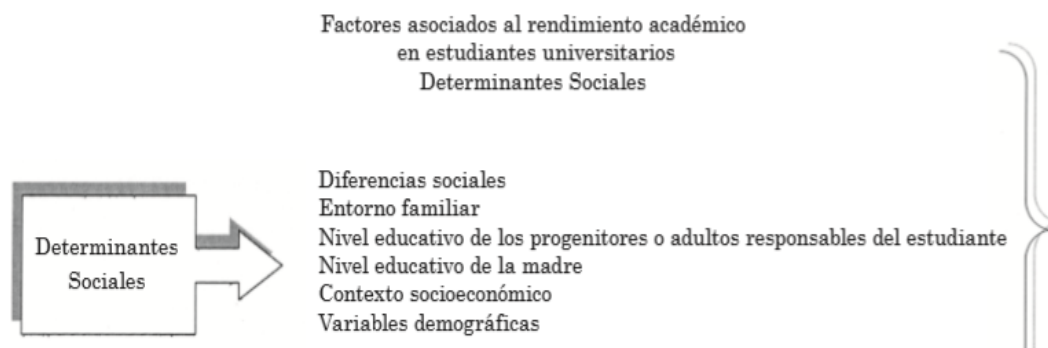 Factores asociados al rendimiento académico
en estudiantes universitarios
Determinantes Sociales
Determinantes
Sociales
Diferencias sociales
Entorno familiar
Nivel educativo de los progenitores o adultos responsables del estudiante
Nivel educativo de la madre
Contexto socioeconómico
Variables demográficas